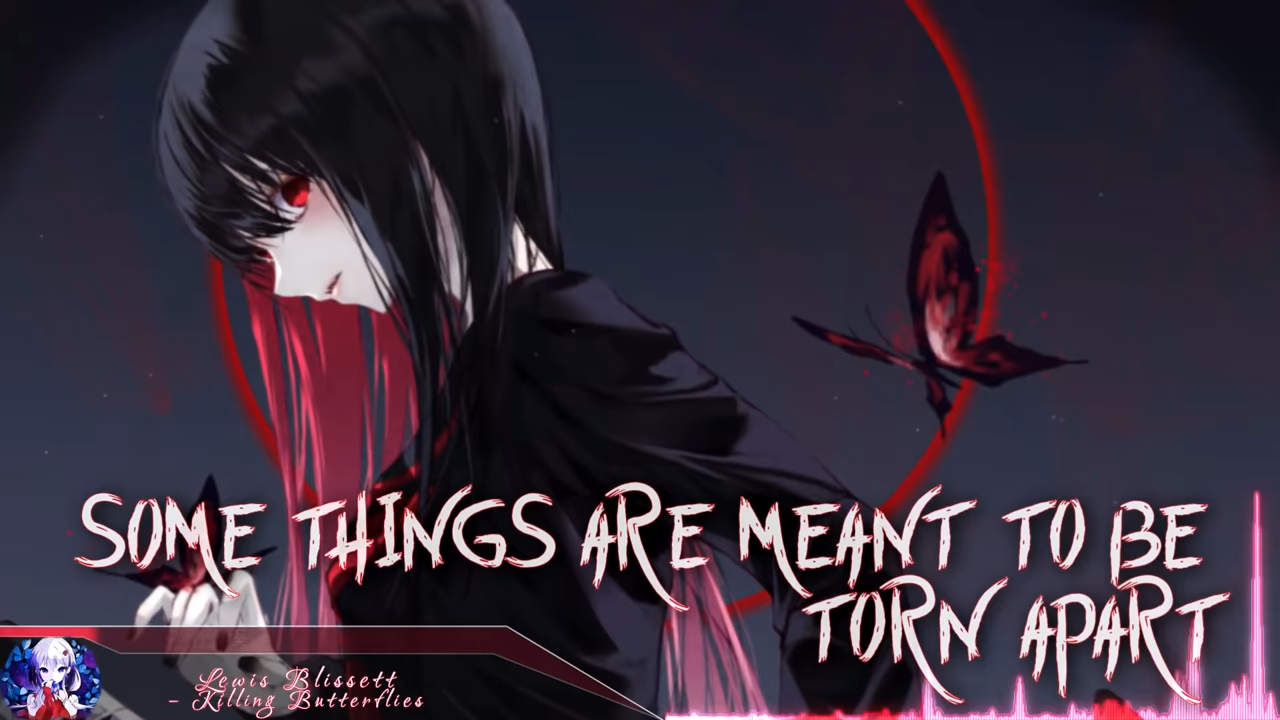 SOME THINGS ARE MEANT TO BE
TORN APART
Lewis Blissett
- Killing Butterflies